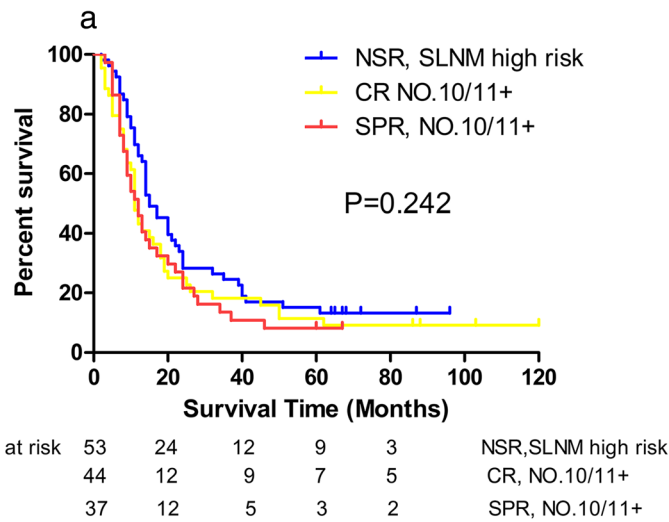 a
NSR, SLNM high risk
CR NO.10/11+
SPR, NO.10/11+
P=0.242
Percent survival
100
80
60
40
20
0
0 20 40 60 80 100 120
Survival Time (Months)
at risk 53 24 12 9 3 NSR,SLNM high risk
44 12 9 7 5 CR, NO.10/11+
37 12 5 3 2 SPR, NO.10/11+